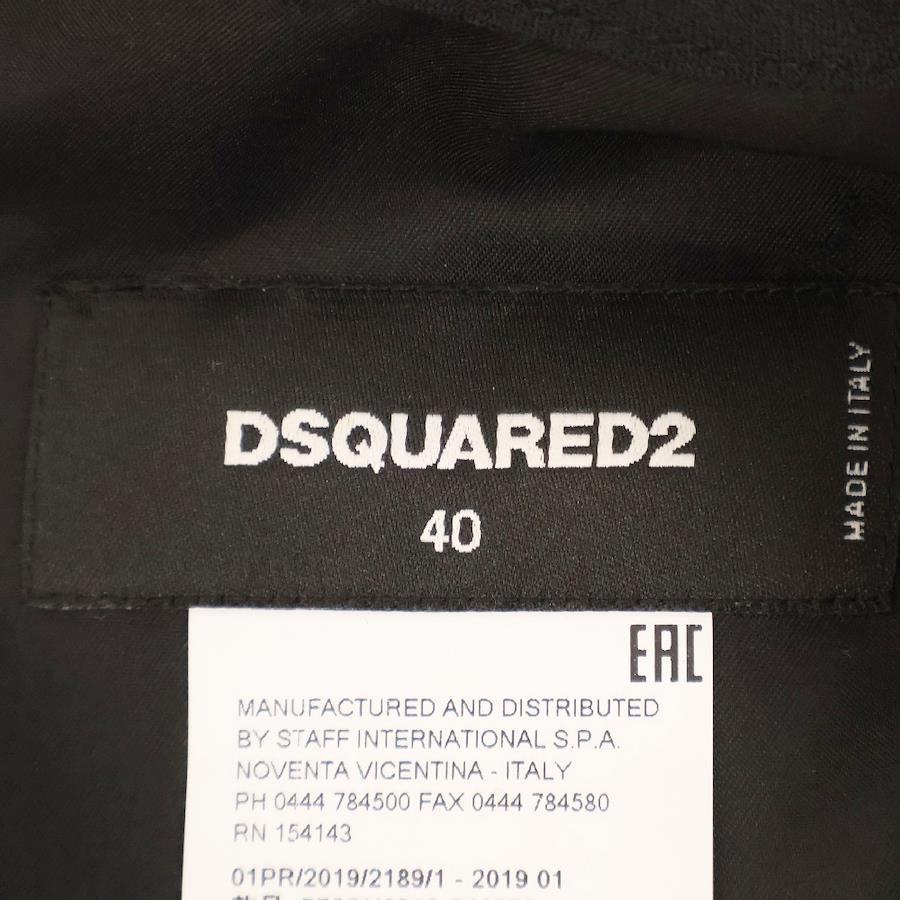 DSQUARED2
40
MADE IN ITALY
EAC
MANUFACTURED AND DISTRIBUTED
BY STAFF INTERNATIONAL S.P.A.
NOVENTA VICENTINA - ITALY
PH 0444 784500 FAX 0444 784580
RN 154143
01PR/2019/2189/1 - 2019 01